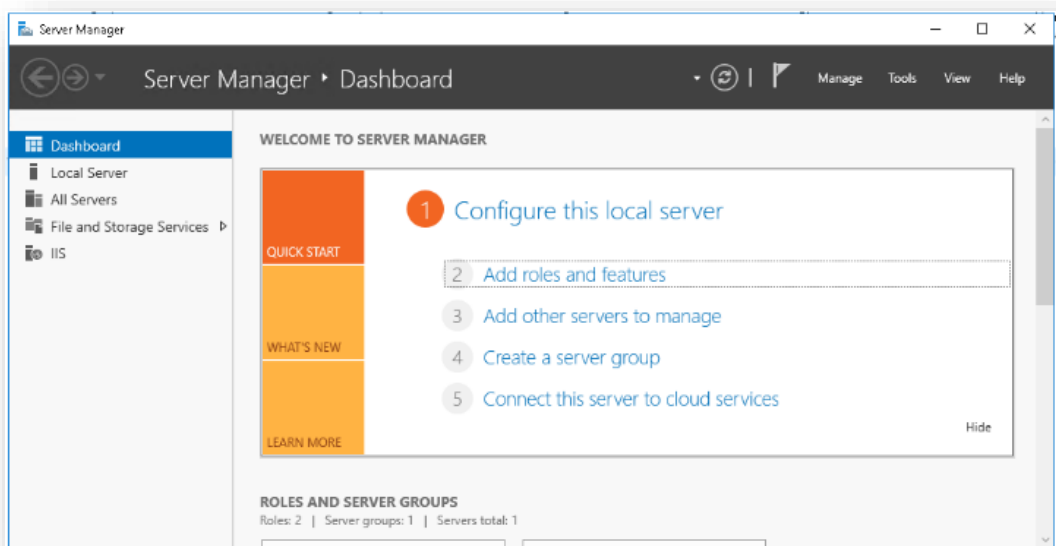 Server Manager
Server Manager ‣ Dashboard
Manage Tools View Help
Dashboard
Local Server
All Servers
File and Storage Services
IIS
WELCOME TO SERVER MANAGER
QUICK START
WHAT'S NEW
LEARN MORE
1 Configure this local server
2 Add roles and features
3 Add other servers to manage
4 Create a server group
5 Connect this server to cloud services
Hide
ROLES AND SERVER GROUPS
Roles: 2 | Server groups: 1 | Servers total: 1